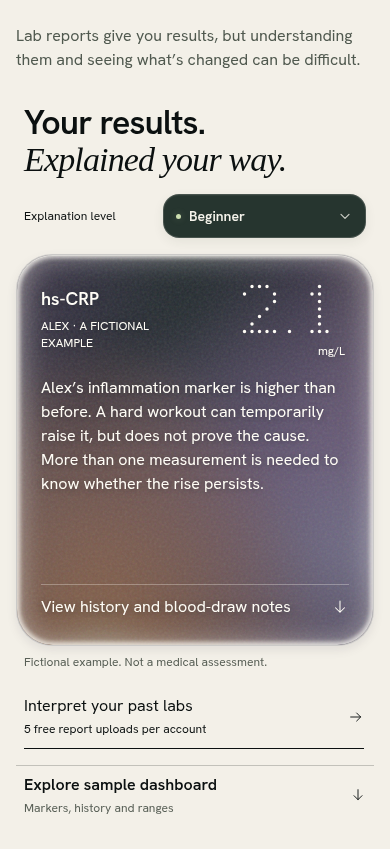 Lab reports give you results, but understanding
them and seeing what’s changed can be difficult.
Your results.
Explained your way.
Explanation level
Beginner
hs-CRP
2.1
ALEX · A FICTIONAL
EXAMPLE
mg/L
Alex’s inflammation marker is higher than
before. A hard workout can temporarily
raise it, but does not prove the cause.
More than one measurement is needed to
know whether the rise persists.
View history and blood-draw notes
Fictional example. Not a medical assessment.
Interpret your past labs
5 free report uploads per account
Explore sample dashboard
Markers, history and ranges